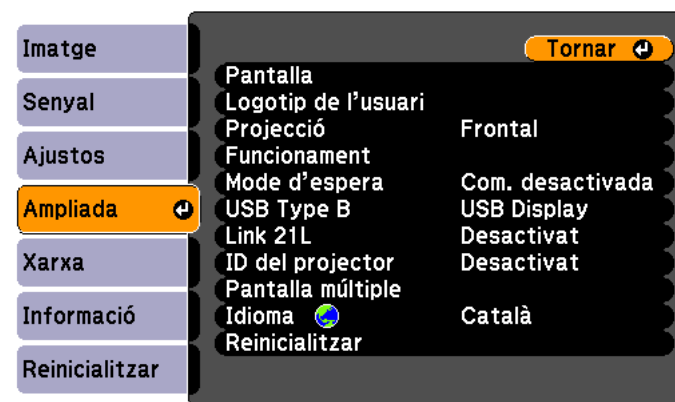 Imatge
Senyal
Ajustos
Ampliada
Xarxa
Informació
Reinicialitzar
Tornar
Pantalla
Logotip de l'usuari
Projecció Frontal
Funcionament
Mode d'espera Com. desactivada
USB Type B USB Display
Link 21L Desactivat
ID del projector Desactivat
Pantalla múltiple
Idioma Català
Reinicialitzar